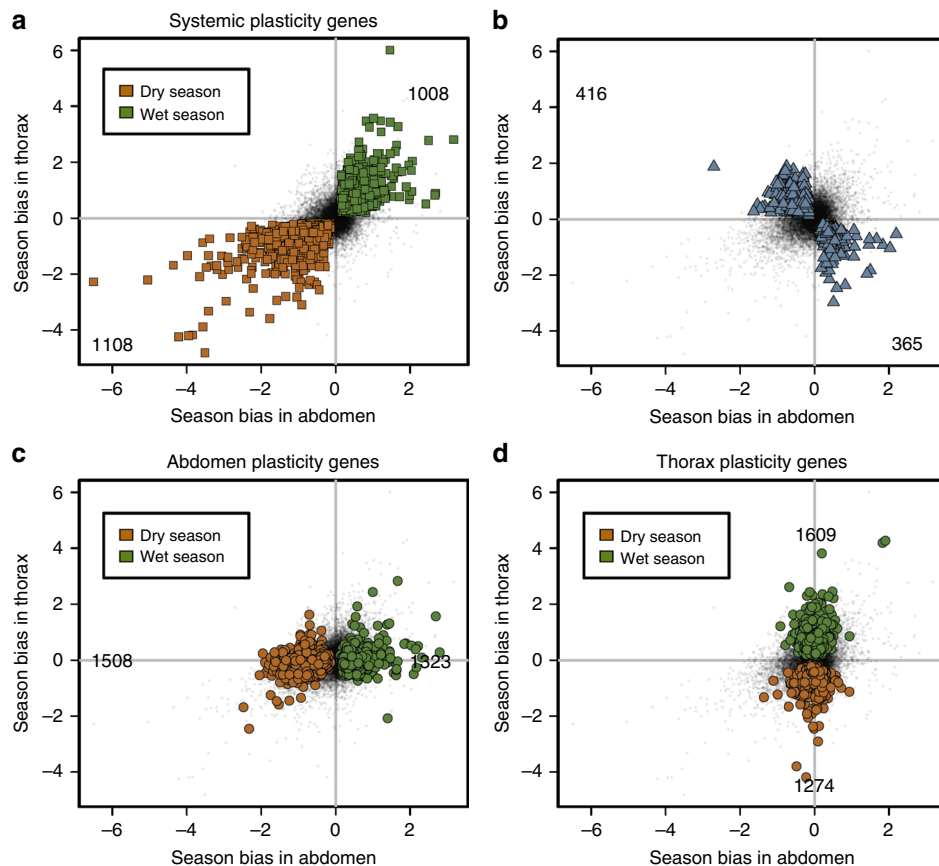 a
Systemic plasticity genes
6
4
2
0
−2
−4
Season bias in thorax
Dry season
Wet season
1008
1108
−6
−4
−2
0
2
Season bias in abdomen
b
6
4
2
0
−2
−4
Season bias in thorax
416
365
−6
−4
−2
0
2
Season bias in abdomen
c
Abdomen plasticity genes
6
4
2
0
−2
−4
Season bias in thorax
Dry season
Wet season
1508
1323
−6
−4
−2
0
2
Season bias in abdomen
d
Thorax plasticity genes
6
4
2
0
−2
−4
Season bias in thorax
Dry season
Wet season
1609
1274
−6
−4
−2
0
2
Season bias in abdomen